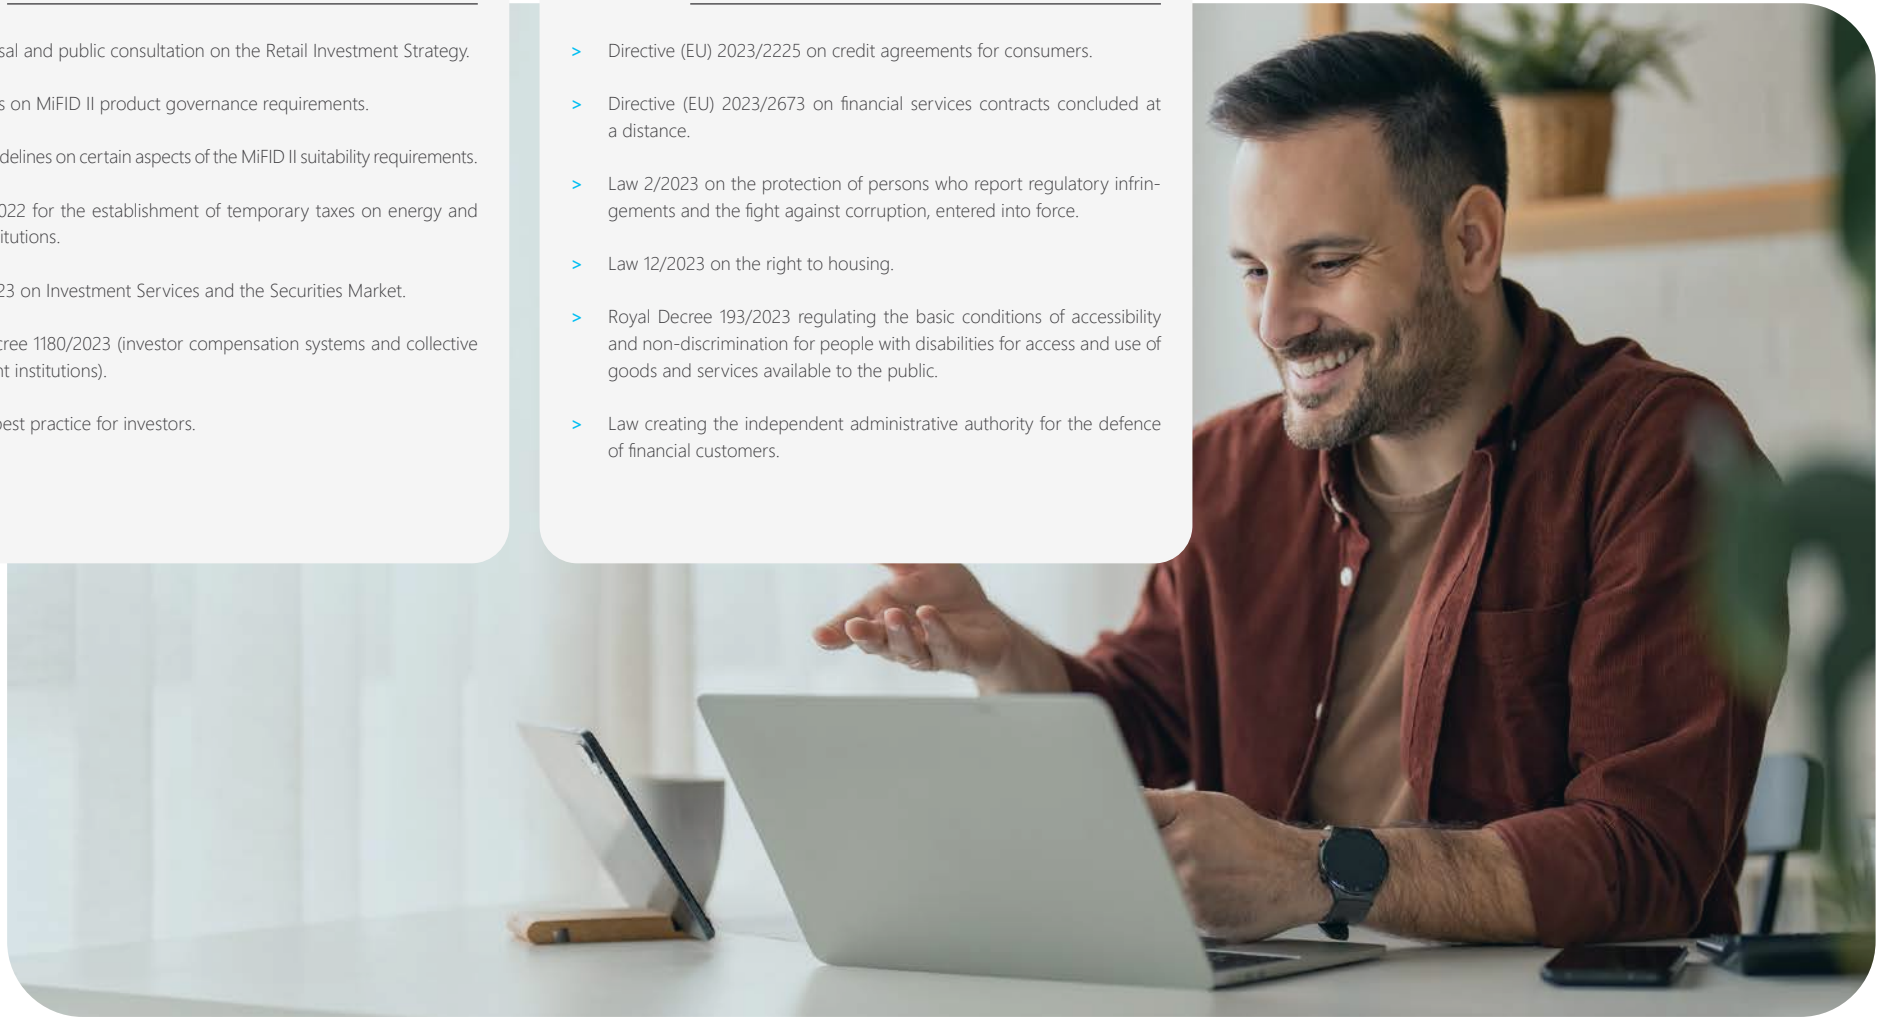 sal and public consultation on the Retail Investment Strategy.
s on MiFID II product governance requirements.
delines on certain aspects of the MiFID II suitability requirements.
022 for the establishment of temporary taxes on energy and
titutions.
23 on Investment Services and the Securities Market.
cree 1180/2023 (investor compensation systems and collective
nt institutions).
best practice for investors.
> Directive (EU) 2023/2225 on credit agreements for consumers.
> Directive (EU) 2023/2673 on financial services contracts concluded at
a distance.
> Law 2/2023 on the protection of persons who report regulatory infrin-
gements and the fight against corruption, entered into force.
> Law 12/2023 on the right to housing.
> Royal Decree 193/2023 regulating the basic conditions of accessibility
and non-discrimination for people with disabilities for access and use of
goods and services available to the public.
> Law creating the independent administrative authority for the defence
of financial customers.